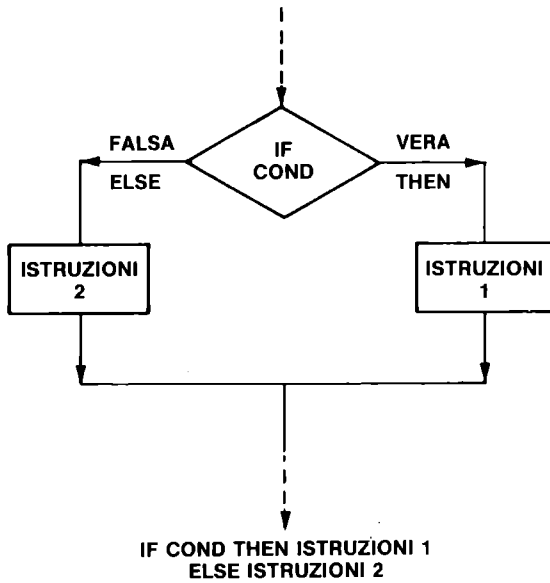 FALSA
ELSE
IF
COND
VERA
THEN
ISTRUZIONI
2
ISTRUZIONI
1
IF COND THEN ISTRUZIONI 1
ELSE ISTRUZIONI 2